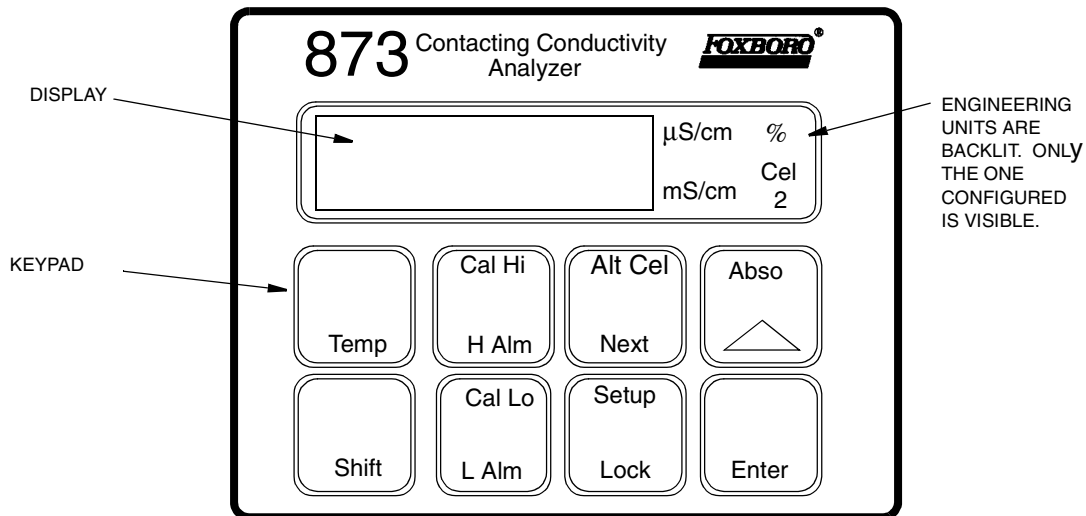 873 Contacting Conductivity
Analyzer
FOXBORO®
DISPLAY
μS/cm %
mS/cm Cel
2
ENGINEERING
UNITS ARE
BACKLIT. ONLy
THE ONE
CONFIGURED
IS VISIBLE.
KEYPAD
Temp
Cal Hi
H Alm
Alt Cel
Next
Abso
Shift
Cal Lo
L Alm
Setup
Lock
Enter